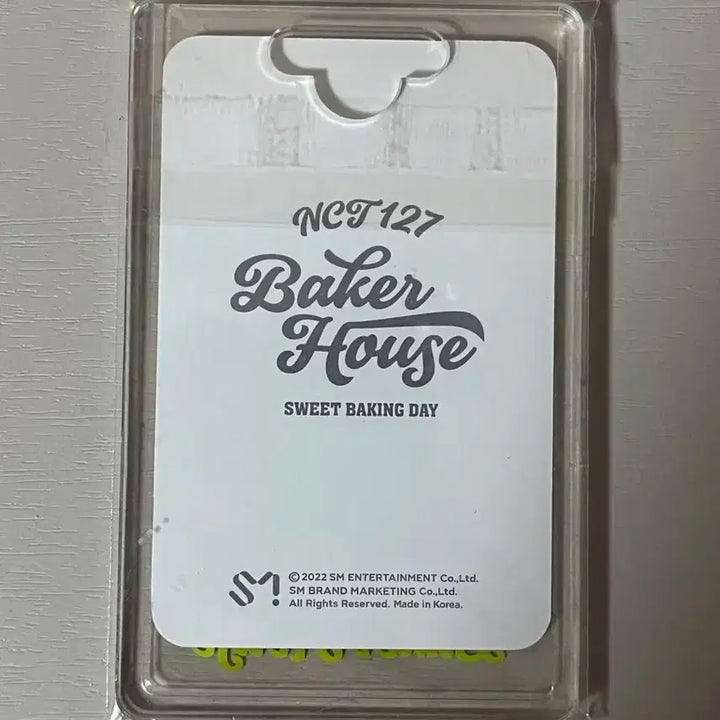 NCT 127
Baker
House
SWEET BAKING DAY
SM!
© 2022 SM ENTERTAINMENT Co.,Ltd.
SM BRAND MARKETING Co.,Ltd.
All Rights Reserved. Made in Korea.